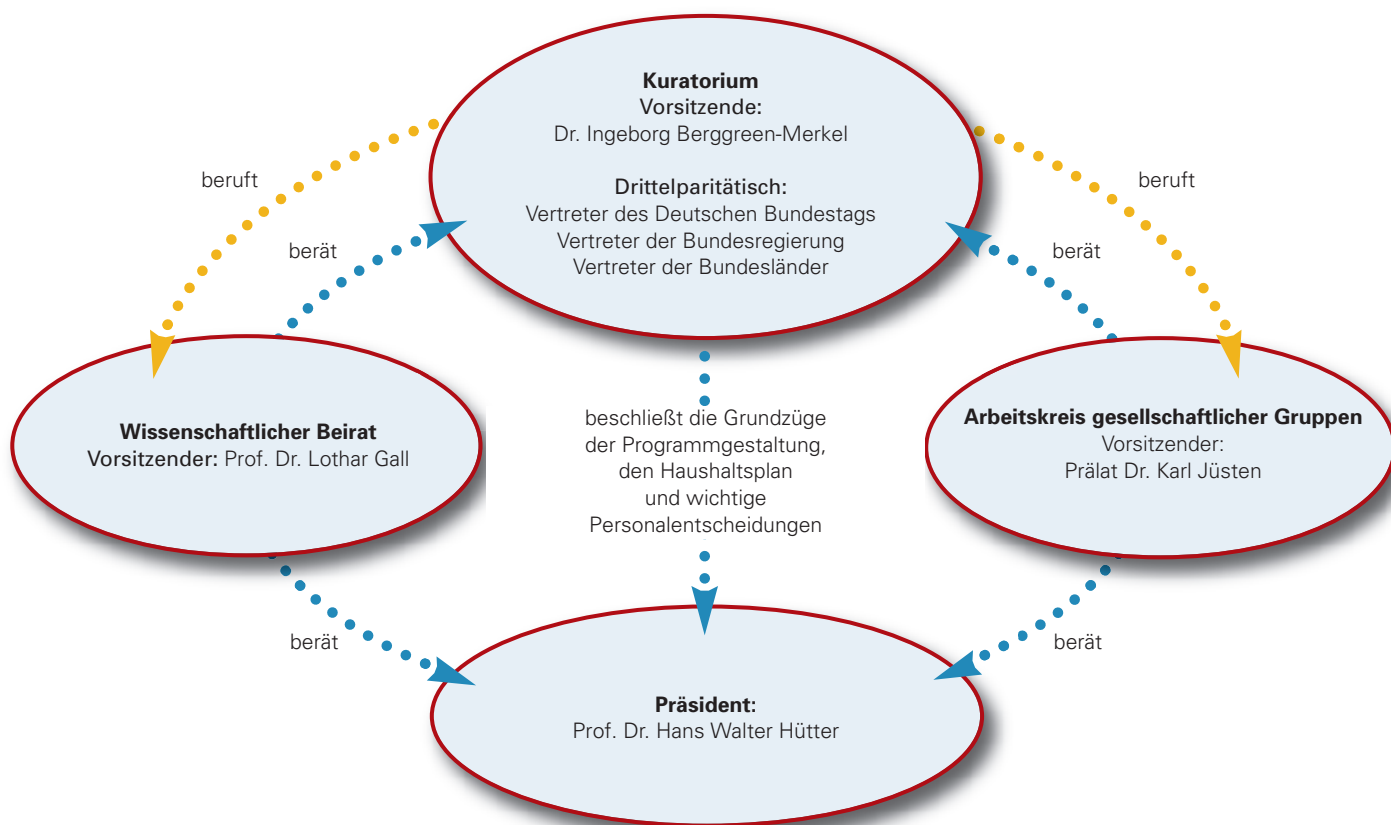 Kuratorium
Vorsitzende:
Dr. Ingeborg Berggreen-Merkel
Drittelparitätisch:
Vertreter des Deutschen Bundestags
Vertreter der Bundesregierung
Vertreter der Bundesländer
beruft
beruft
berät
berät
Wissenschaftlicher Beirat
Vorsitzender: Prof. Dr. Lothar Gall
beschließt die Grundzüge
der Programmgestaltung,
den Haushaltsplan
und wichtige
Personalentscheidungen
Arbeitskreis gesellschaftlicher Gruppen
Vorsitzender:
Prälat Dr. Karl Jüsten
berät
berät
Präsident:
Prof. Dr. Hans Walter Hütter